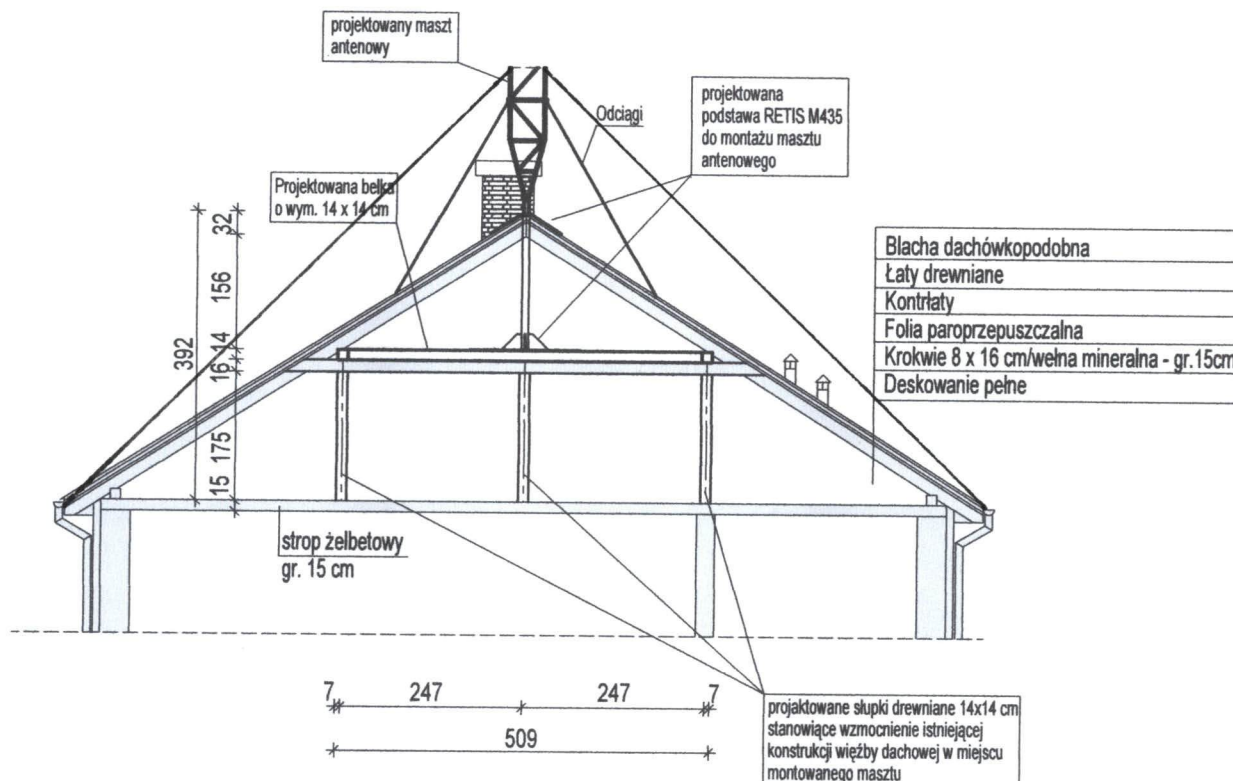 projektowany maszt
antenowy
projektowana
podstawa RETIS M435
do montażu masztu
antenowego
Odciągi
Projektowana belka
o wym. 14 x 14 cm
Blacha dachówkopodobna
Łaty drewniane
Kontrłaty
Folia paroprzepuszczalna
Krokwie 8 x 16 cm/wełna mineralna - gr.15cm
Deskowanie pełne
32
156
14
16
175
15
392
strop żelbetowy
gr. 15 cm
7 247 247 7
509
projaktowane słupki drewniane 14x14 cm
stanowiące wzmocnienie istniejącej
konstrukcji więźby dachowej w miejscu
montowanego masztu